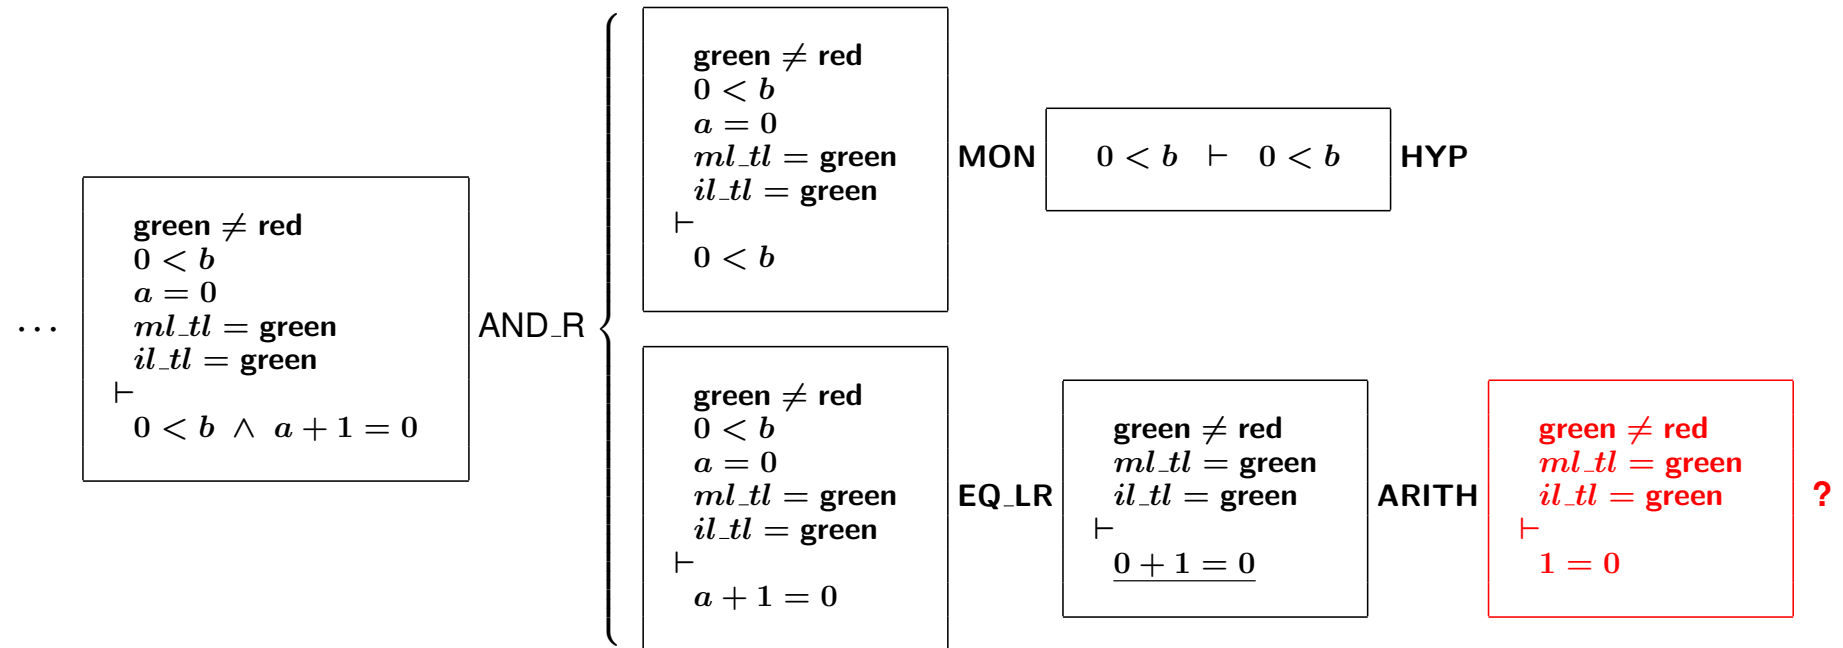 ...
green ≠ red
0 < b
a = 0
ml_tl = green
il_tl = green
⊢
0 < b ∧ a + 1 = 0
AND_R
green ≠ red
0 < b
a = 0
ml_tl = green
il_tl = green
⊢
0 < b
MON
0 < b ⊢ 0 < b
HYP
green ≠ red
0 < b
a = 0
ml_tl = green
il_tl = green
⊢
a + 1 = 0
EQ_LR
green ≠ red
ml_tl = green
il_tl = green
⊢
0 + 1 = 0
ARITH
green ≠ red
ml_tl = green
il_tl = green
⊢
1 = 0
?